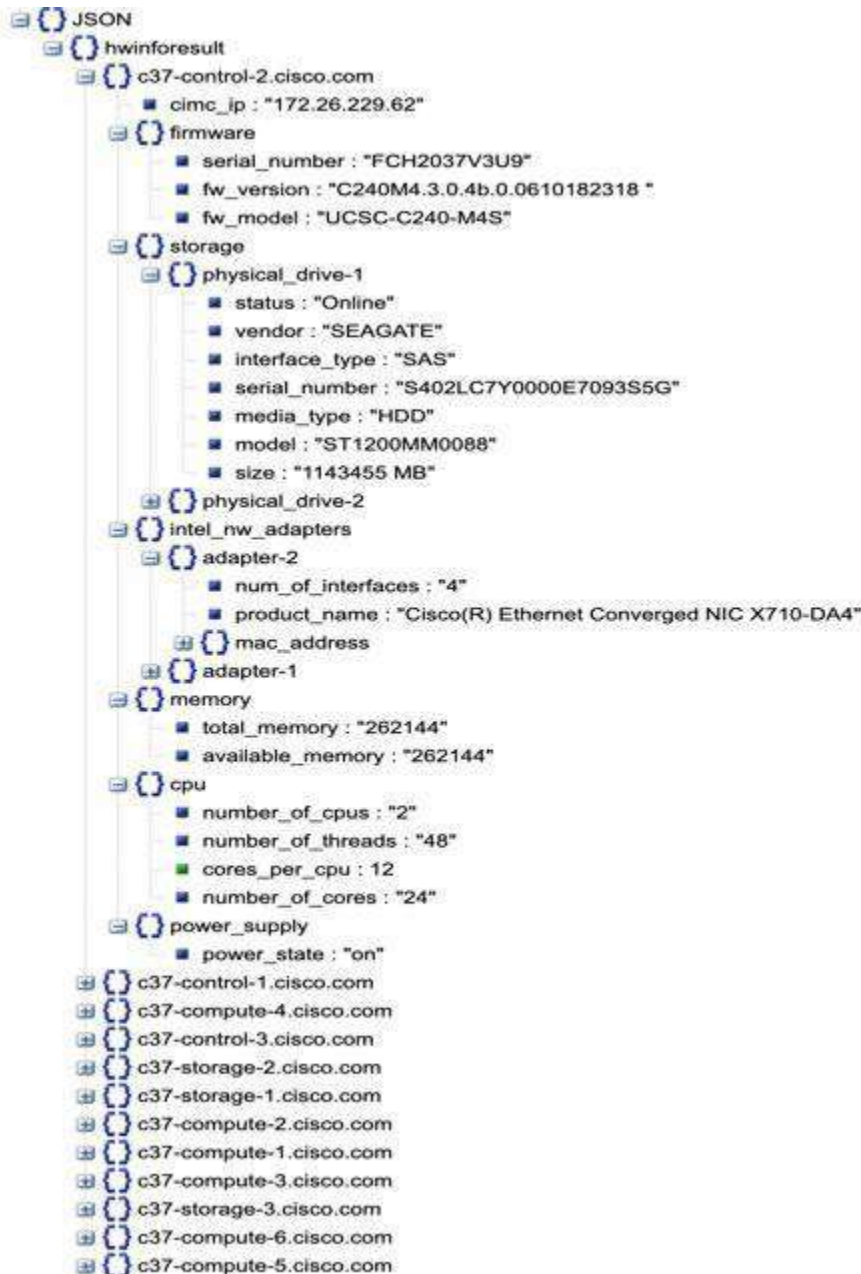 JSON
hwinforesult
c37-control-2.cisco.com
cimc_ip : "172.26.229.62"
firmware
serial_number : "FCH2037V3U9"
fw_version : "C240M4.3.0.4b.0.0610182318 "
fw_model : "UCSC-C240-M4S"
storage
physical_drive-1
status : "Online"
vendor : "SEAGATE"
interface_type : "SAS"
serial_number : "S402LC7Y0000E7093S5G"
media_type : "HDD"
model : "ST1200MM0088"
size : "1143455 MB"
physical_drive-2
intel_nw_adapters
adapter-2
num_of_interfaces : "4"
product_name : "Cisco(R) Ethernet Converged NIC X710-DA4"
mac_address
adapter-1
memory
total_memory : "262144"
available_memory : "262144"
cpu
number_of_cpus : "2"
number_of_threads : "48"
cores_per_cpu : 12
number_of_cores : "24"
power_supply
power_state : "on"
c37-control-1.cisco.com
c37-compute-4.cisco.com
c37-control-3.cisco.com
c37-storage-2.cisco.com
c37-storage-1.cisco.com
c37-compute-2.cisco.com
c37-compute-1.cisco.com
c37-compute-3.cisco.com
c37-storage-3.cisco.com
c37-compute-6.cisco.com
c37-compute-5.cisco.com